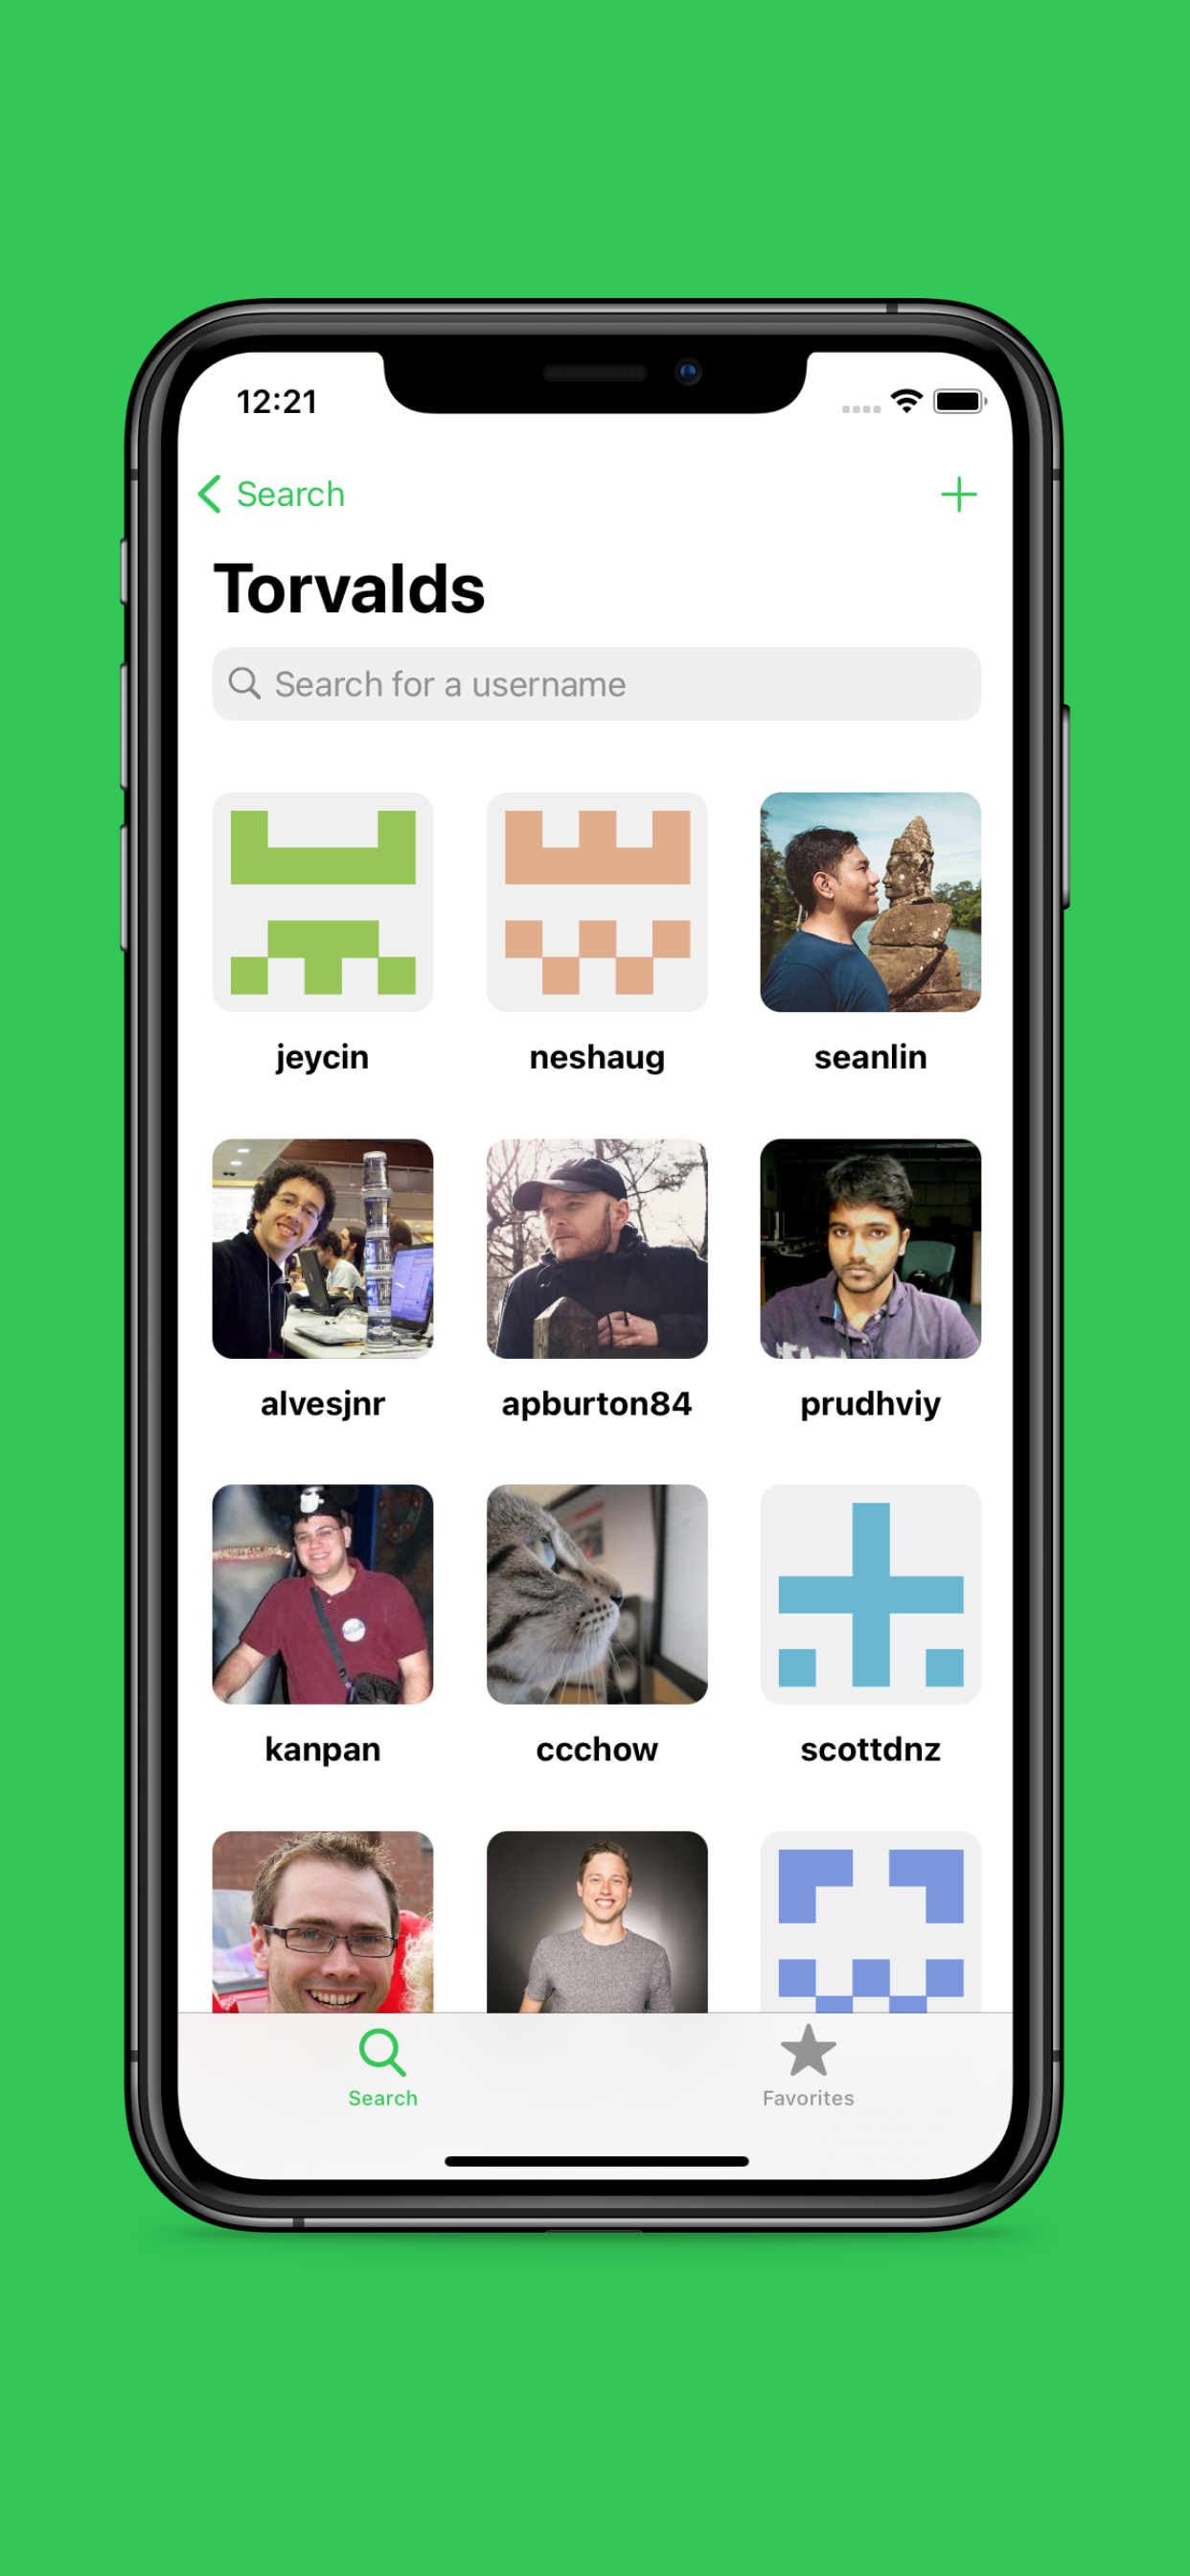 12:21
Search
Torvalds
Search for a username
jeycin neshaug seanlin
alvesjnr apburton84 prudhviy
kanpan ccchow scottdnz
Search Favorites